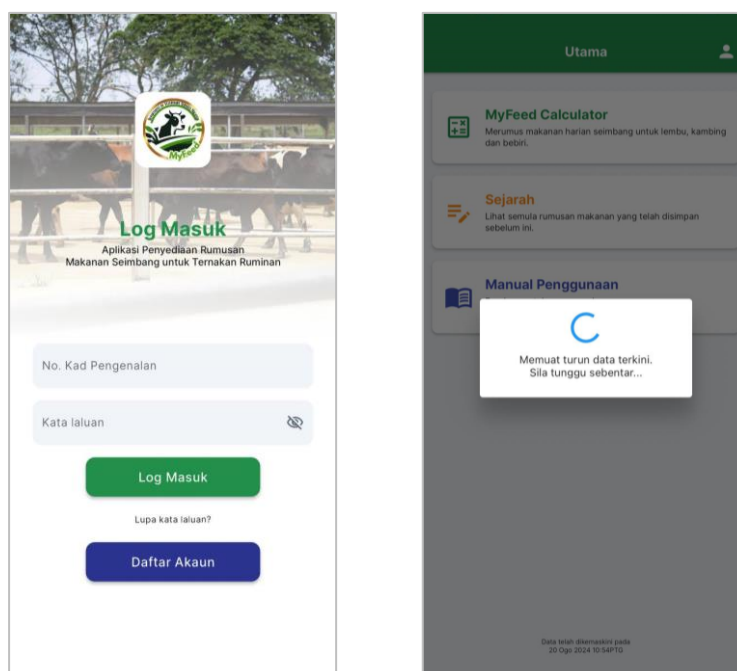 MyFeed
Log Masuk
Aplikasi Penyediaan Rumusan
Makanan Seimbang untuk Ternakan Ruminan
No. Kad Pengenalan
Kata laluan
Log Masuk
Lupa kata laluan?
Daftar Akaun
Utama
MyFeed Calculator
Merumus makanan harian seimbang untuk lembu, kambing
dan bebiri.
Sejarah
Lihat semula rumusan makanan yang telah disimpan
sebelum ini.
Manual Penggunaan
Memuat turun data terkini.
Sila tunggu sebentar...
Data telah dikemaskini pada
20 Ogo 2024 10:54PTG